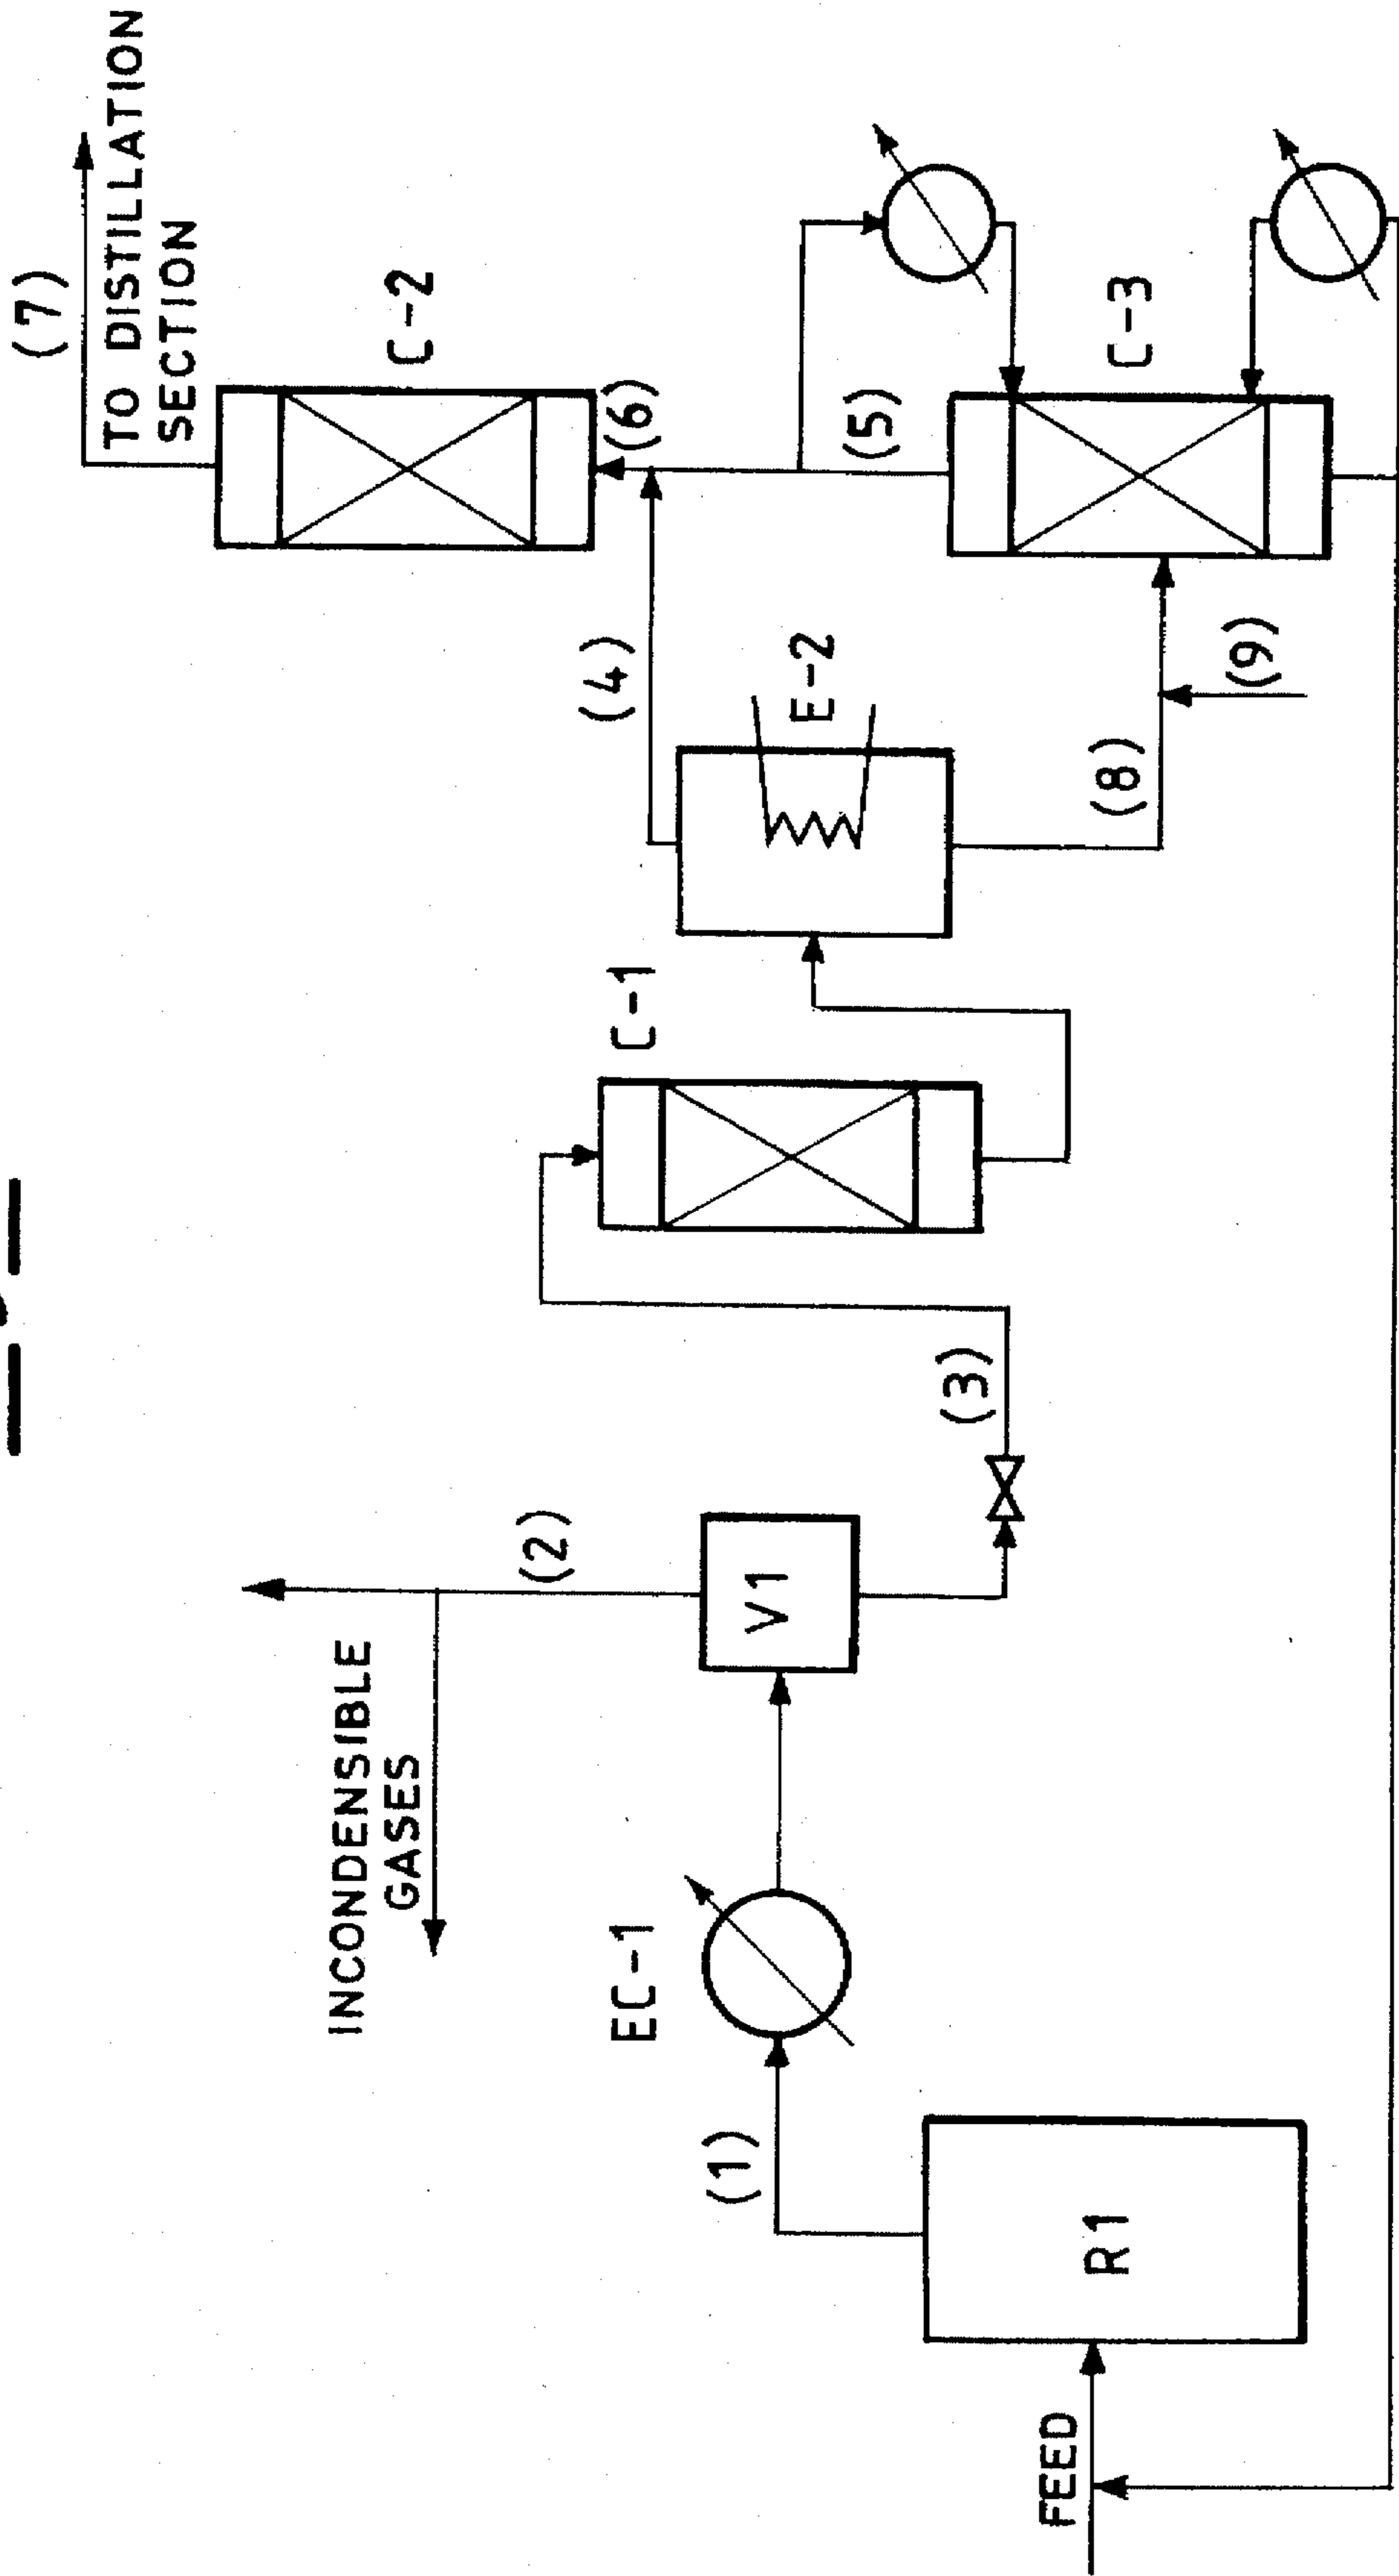 (7)
TO DISTILLATION
SECTION
C-2
(6)
(4)
(5)
E-2
C-3
(8)
(9)
C-1
(3)
(2)
INCONDENSIBLE
GASES
V1
EC-1
(1)
R1
FEED